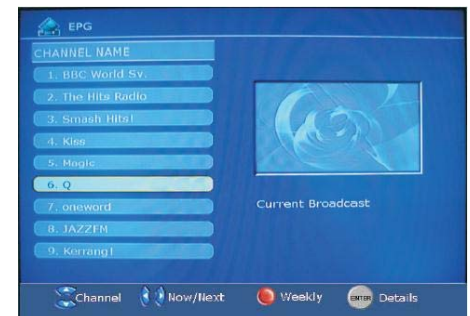 EPG
CHANNEL NAME
1. BBC World Sv.
2. The Hits Radio
3. Smash Hits!
4. Kiss
5. Magic
6. Q
7. oneword
8. JAZZFM
9. Kerrang!
Current Broadcast
Channel Now/Next Weekly ENTER Details